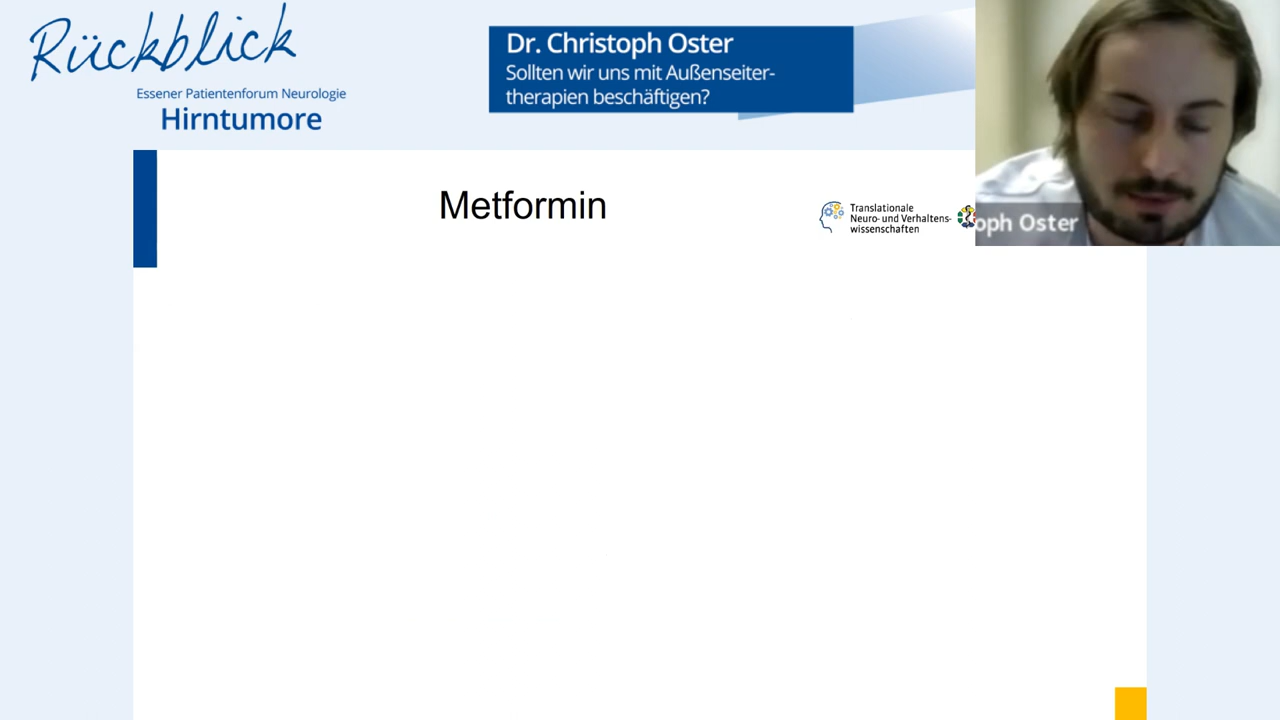 Rückblick
Essener Patientenforum Neurologie
Hirntumore
Dr. Christoph Oster
Sollten wir uns mit Außenseiter-
therapien beschäftigen?
Metformin
Translationale
Neuro- und Verhaltens-
wissenschaften
oph Oster